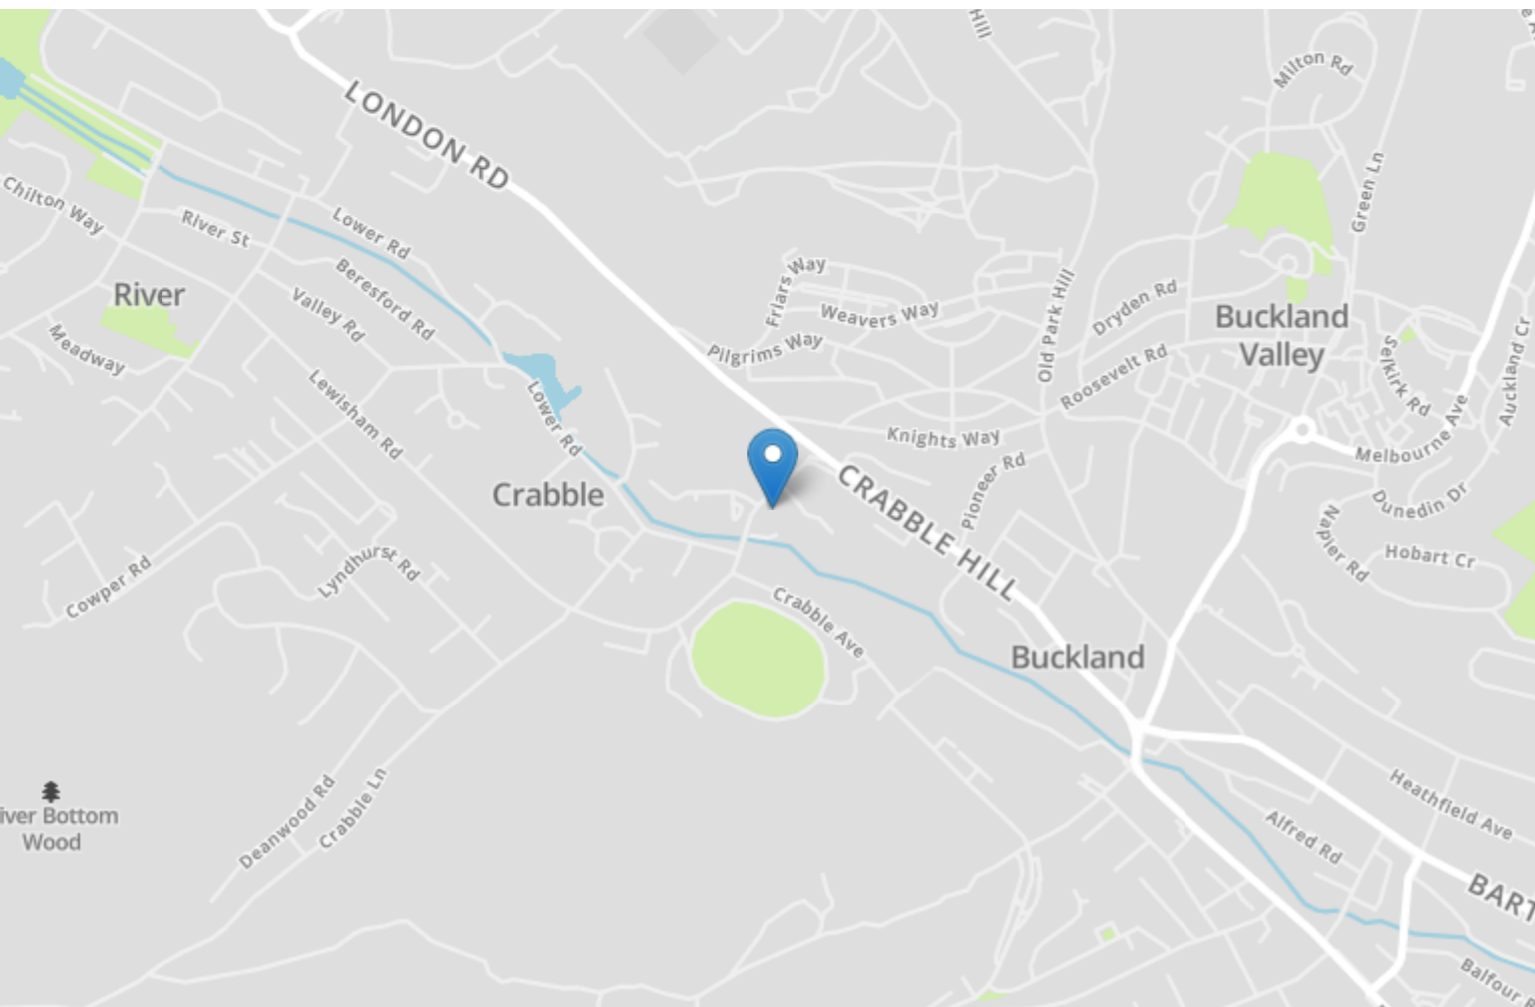 Hill
Milton Rd
LONDON RD
Green Ln
Chilton Way
River St
Lower Rd
River
Beresford Rd
Valley Rd
Meadway
Friars Way
Weavers Way
Pilgrims Way
Old Park Hill
Dryden Rd
Roosevelt Rd
Buckland
Valley
Selkirk Rd
Auckland Cr
Lewisham Rd
Lower Rd
Knights Way
Melbourne Ave
Pioneer Rd
Crabble
CRABBLE HILL
Dunedin Dr
Napier Rd
Hobart Cr
Cowper Rd
Lyndhurst Rd
Crabble Ave
Buckland
iver Bottom
Wood
Deanwood Rd
Crabble Ln
Heathfield Ave
Alfred Rd
BART
Balfour